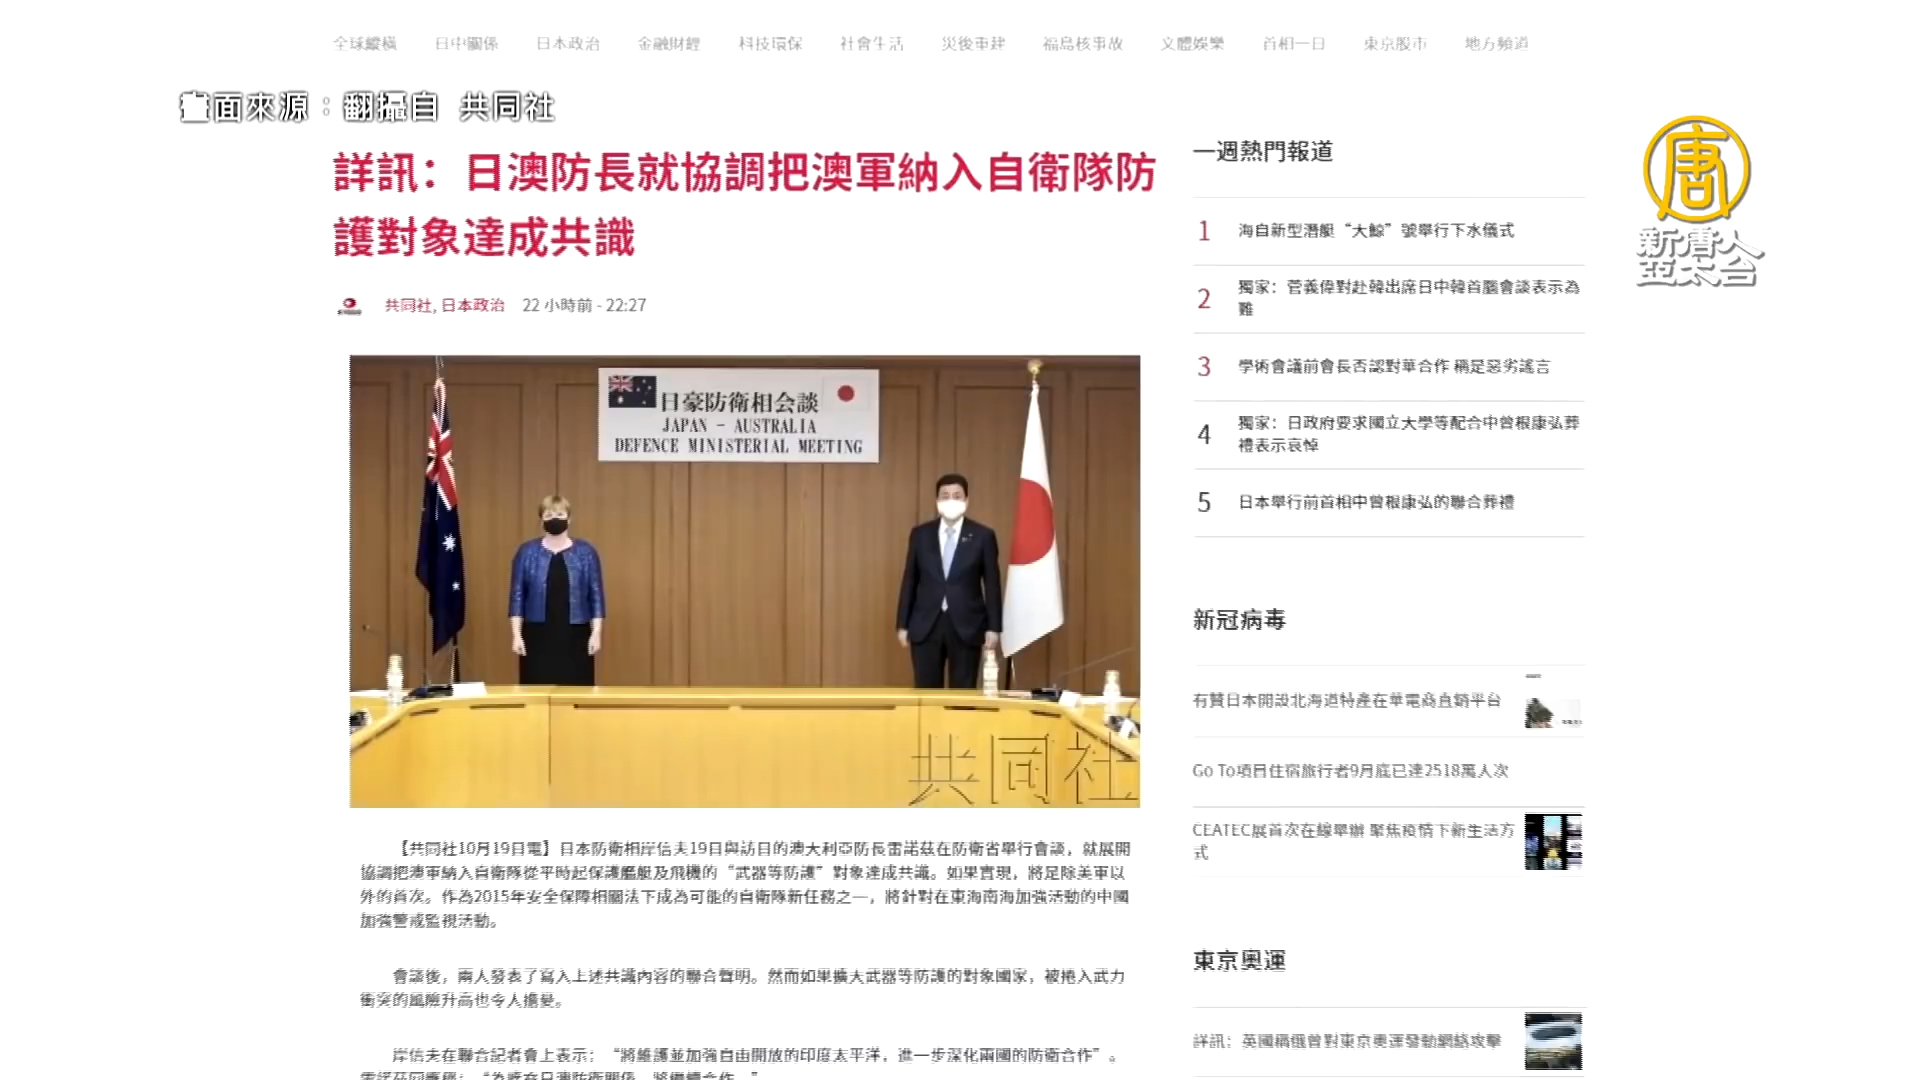 全球縱橫 日中關係 日本政治 金融財經 科技環保 社會生活 災後重建 福島核事故 文體娛樂 首相一日 東京股市 地方頻道
畫面來源：翻攝自 共同社
詳訊：日澳防長就協調把澳軍納入自衛隊防
護對象達成共識
共同社, 日本政治 22 小時前 - 22:27
日豪防衛相会談
JAPAN - AUSTRALIA
DEFENCE MINISTERIAL MEETING
共同社
【共同社10月19日電】日本防衛相岸信夫19日與訪日的澳大利亞防長雷諾茲在防衛省舉行會談，就展開
協調把澳軍納入自衛隊從平時起保護艦艇及飛機的“武器等防護”對象達成共識。如果實現，將是除美軍以
外的首次。作為2015年安全保障相關法下成為可能的自衛隊新任務之一，將針對在東海南海加強活動的中國
加強警戒監視活動。
會談後，兩人發表了寫入上述共識內容的聯合聲明。然而如果擴大武器等防護的對象國家，被捲入武力
衝突的風險升高也令人擔憂。
岸信夫在聯合記者會上表示：“將維護並加強自由開放的印度太平洋，進一步深化兩國的防衛合作”。
一週熱門報道
1 海自新型潛艇“大鯨”號舉行下水儀式
2 獨家：菅義偉對赴韓出席日中韓首腦會談表示為
難
3 學術會議前會長否認對華合作 稱是惡劣謠言
4 獨家：日政府要求國立大學等配合中曾根康弘葬
禮表示哀悼
5 日本舉行前首相中曾根康弘的聯合葬禮
新冠病毒
有贊日本開設北海道特產在華電商直銷平台
Go To項目住宿旅行者9月底已達2518萬人次
CEATEC展首次在線舉辦 聚焦疫情下新生活方
式
東京奧運
詳訊：英國稱俄曾對東京奧運發動網絡攻擊
唐
新唐人
亞太台